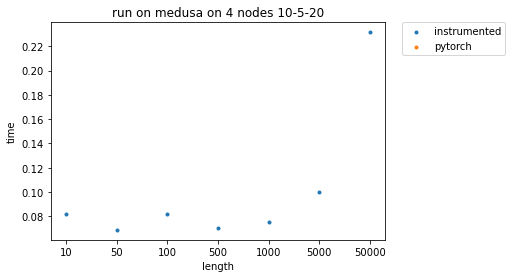 run on medusa on 4 nodes 10-5-20
instrumented
pytorch
0.22
0.20
0.18
0.16
0.14
0.12
0.10
0.08
time
10 50 100 500 1000 5000 50000
length